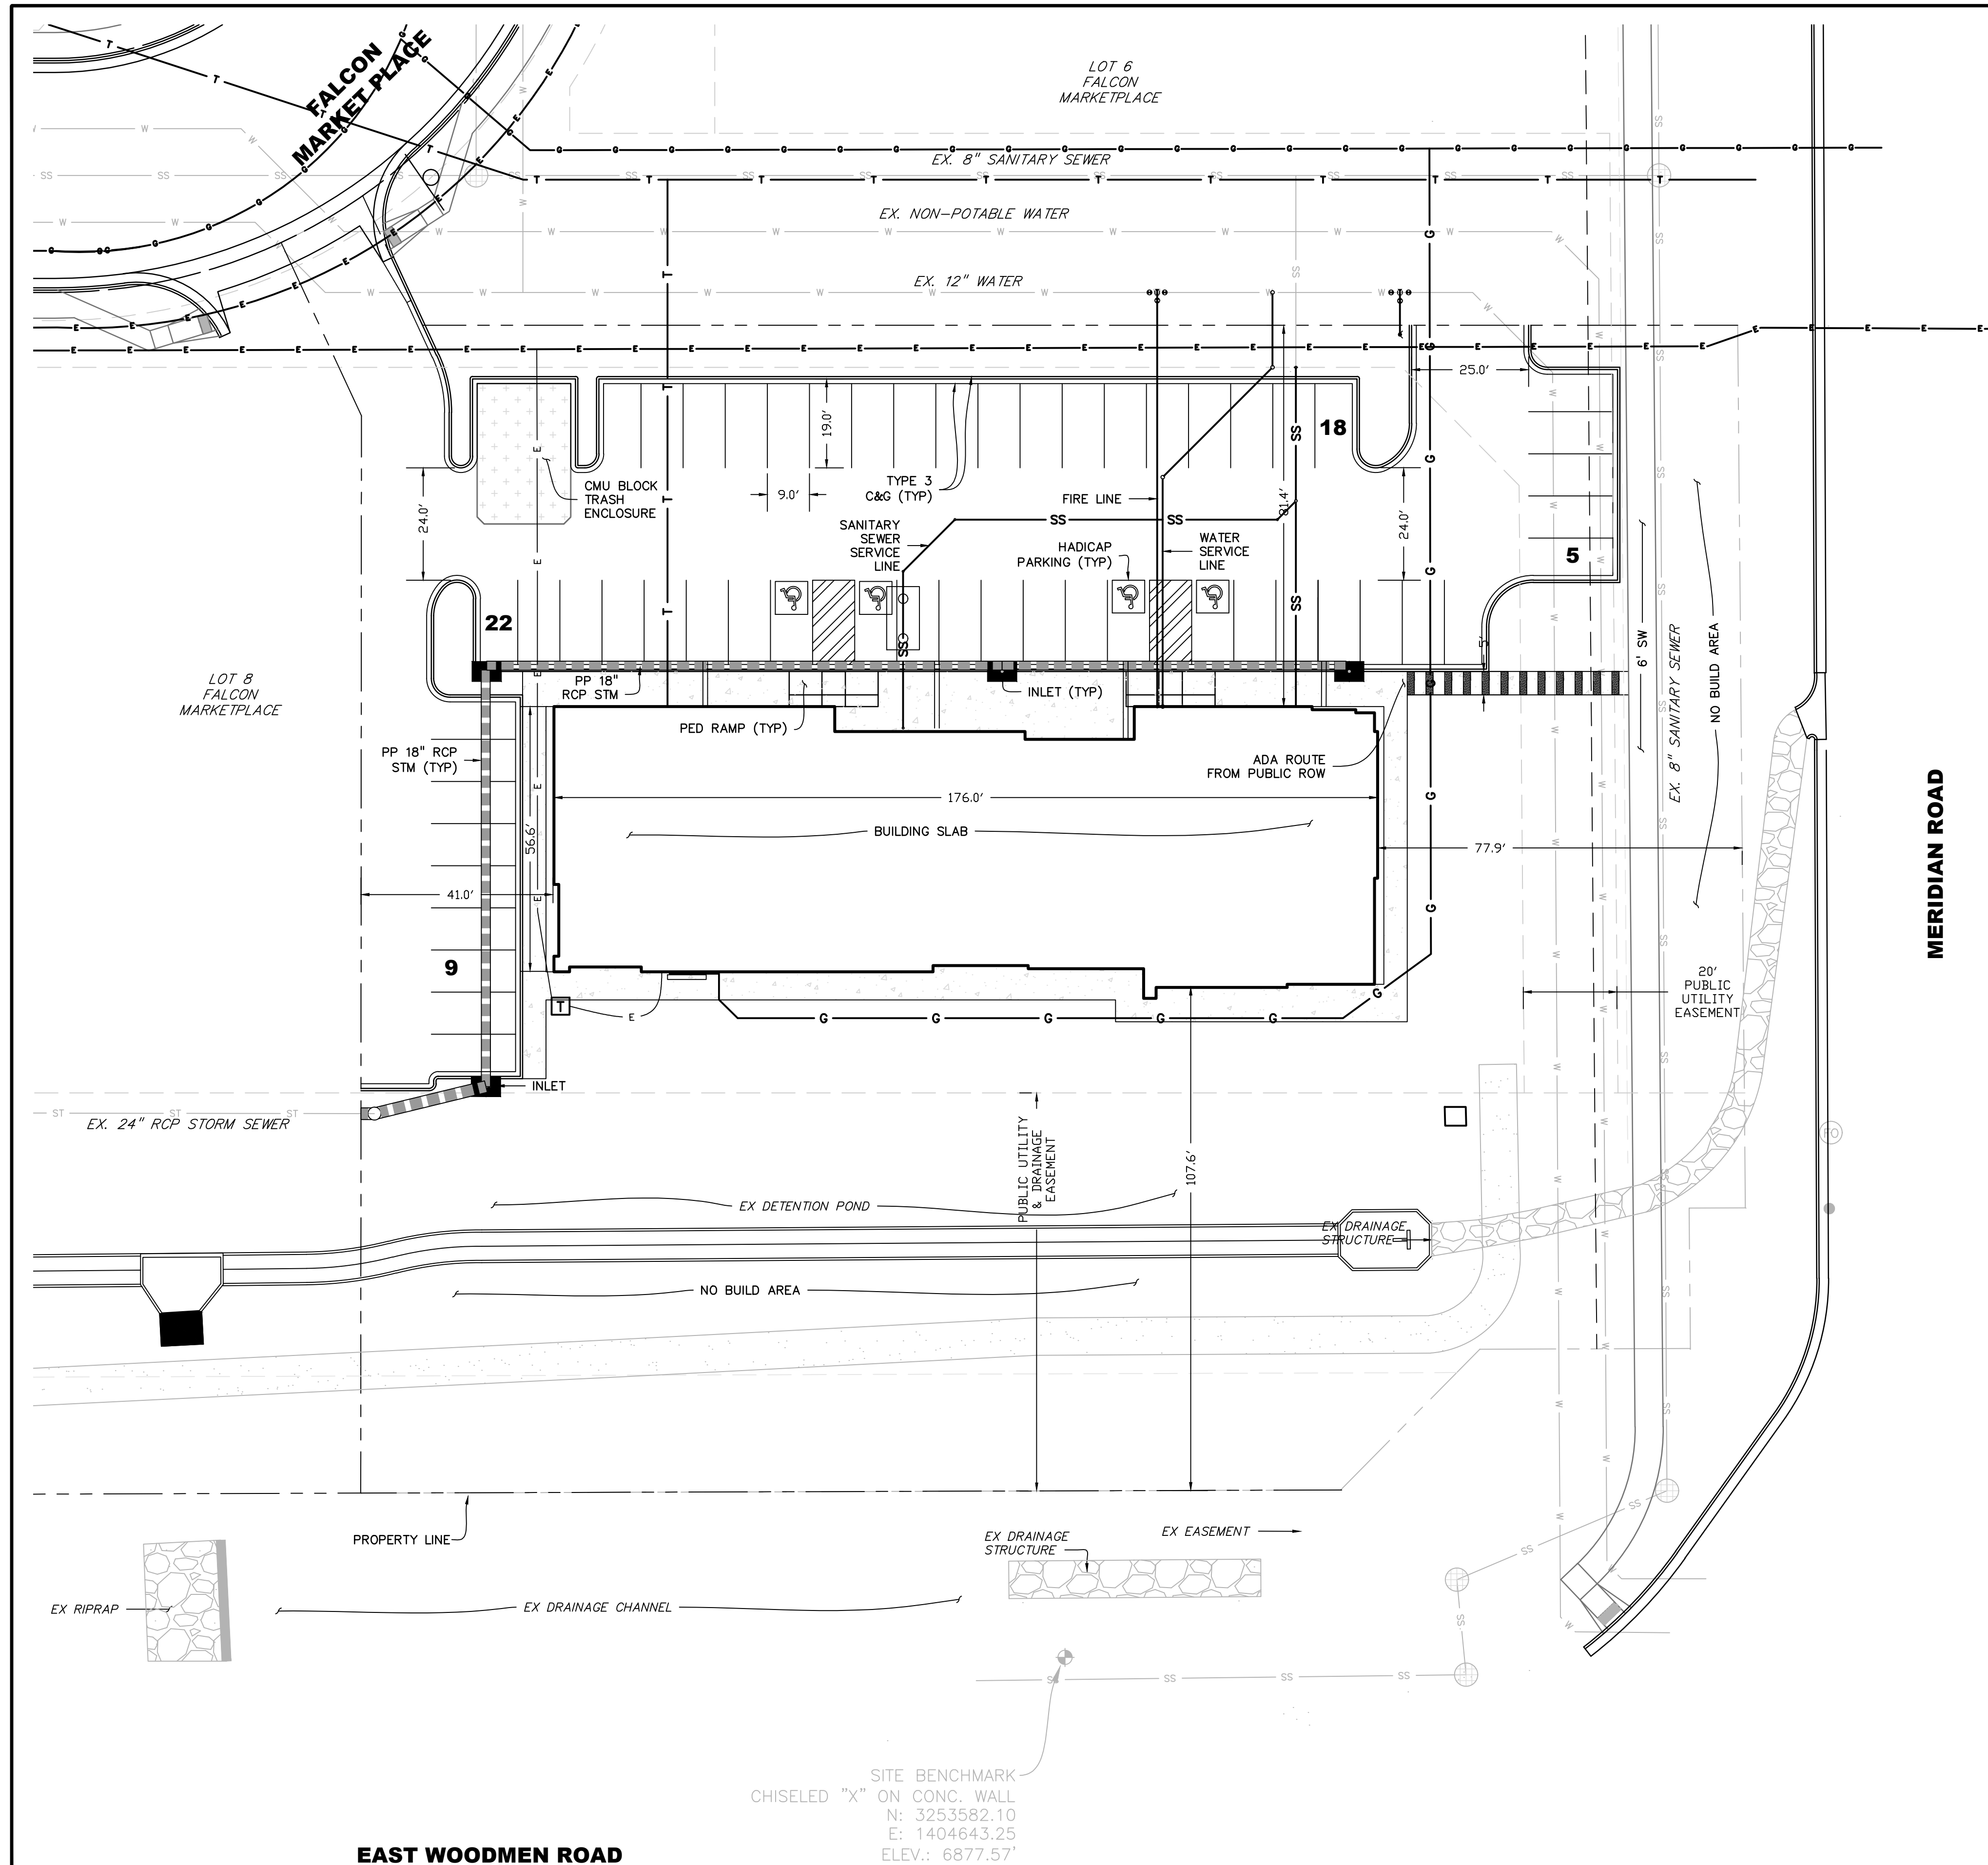 FALCON
MARKET PLACE
LOT 6
FALCON
MARKETPLACE
EX. 8" SANITARY SEWER
EX. NON-POTABLE WATER
EX. 12" WATER
25.0'
18
19.0'
9.0'
TYPE 3
C&G (TYP)
CMU BLOCK
TRASH
ENCLOSURE
24.0'
FIRE LINE
81.4'
24.0'
SANITARY
SEWER
SERVICE
LINE
HADICAP
PARKING (TYP)
WATER
SERVICE
LINE
5
22
5'
6' SW
EX. 8" SANITARY SEWER
NO BUILD AREA
LOT 8
FALCON
MARKETPLACE
PP 18"
RCP STM
INLET (TYP)
PED RAMP (TYP)
PP 18" RCP
STM (TYP)
ADA ROUTE
FROM PUBLIC ROW
176.0'
BUILDING SLAB
56.6'
77.9'
41.0'
MERIDIAN ROAD
9
20'
PUBLIC
UTILITY
EASEMENT
T
E
INLET
EX. 24" RCP STORM SEWER
PUBLIC UTILITY
& DRAINAGE
EASEMENT
107.6'
FO
EX DETENTION POND
EX DRAINAGE
STRUCTURE
NO BUILD AREA
PROPERTY LINE
EX DRAINAGE
STRUCTURE
EX EASEMENT
EX RIPRAP
EX DRAINAGE CHANNEL
SITE BENCHMARK
CHISELED "X" ON CONC. WALL
N: 3253582.10
E: 1404643.25
ELEV.: 6877.57'
EAST WOODMEN ROAD